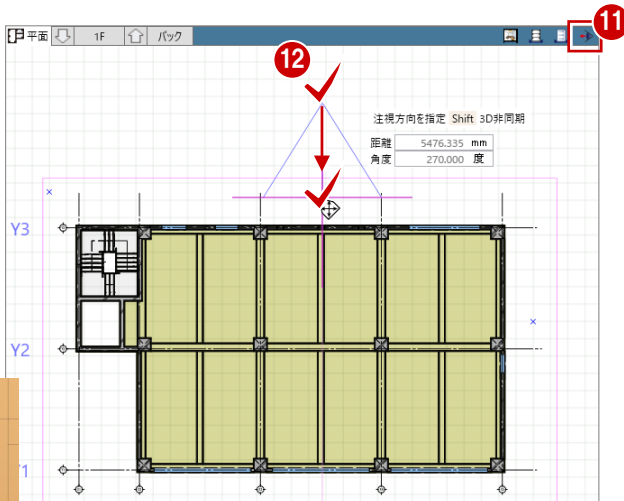 11
平面 1F バック
12
注視方向を指定 Shift 3D非同期
距離 5476.335 mm
角度 270.000 度
Y3
Y2
Y1